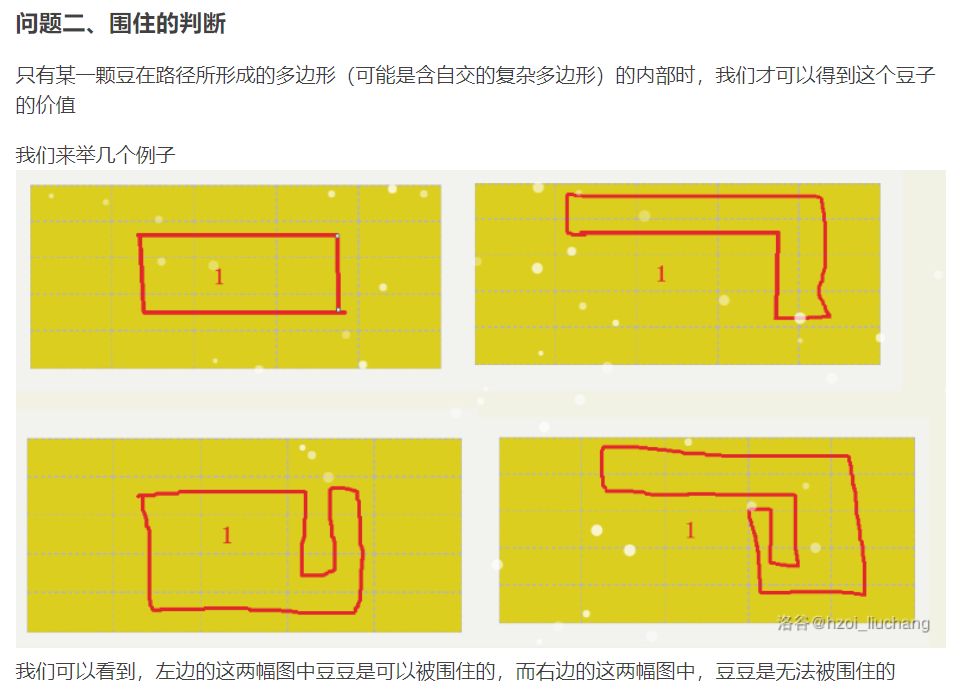 问题二、围住的判断
只有某一颗豆在路径所形成的多边形（可能是含自交的复杂多边形）的内部时，我们才可以得到这个豆子
的价值
我们来举几个例子
1
1
1
1
洛谷@hzoi_liuchang
我们可以看到，左边的这两幅图中豆豆是可以被围住的，而右边的这两幅图中，豆豆是无法被围住的